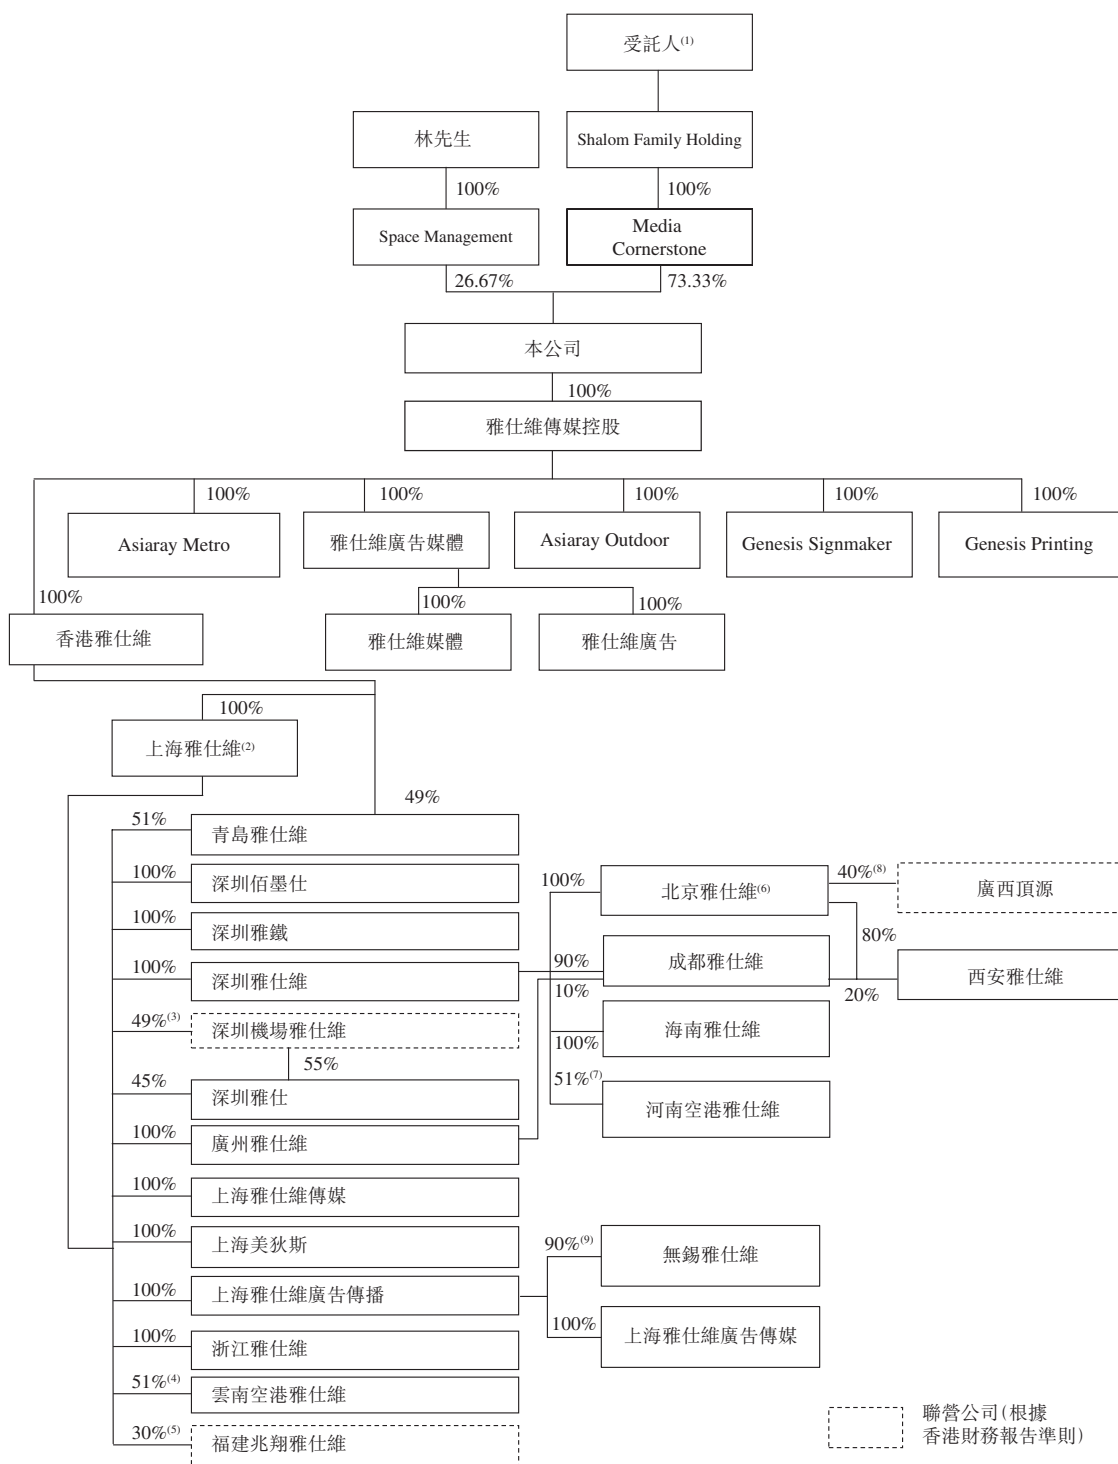 受託人(1)
林先生
Shalom Family Holding
100%
100%
Space Management
Media
Cornerstone
26.67%
73.33%
本公司
100%
雅仕維傳媒控股
100%
100%
100%
100%
100%
Asiaray Metro
雅仕維廣告媒體
Asiaray Outdoor
Genesis Signmaker
Genesis Printing
100%
100%
100%
香港雅仕維
雅仕維媒體
雅仕維廣告
100%
上海雅仕維(2)
49%
51%
青島雅仕維
100%
深圳佰墨仕
100%
深圳雅鐵
100%
深圳雅仕維
49%(3)
深圳機場雅仕維
55%
45%
深圳雅仕
100%
廣州雅仕維
100%
上海雅仕維傳媒
100%
上海美狄斯
100%
上海雅仕維廣告傳播
100%
浙江雅仕維
51%(4)
雲南空港雅仕維
30%(5)
福建兆翔雅仕維
100%
北京雅仕維(6)
40%(8)
廣西頂源
80%
90%
成都雅仕維
10%
20%
西安雅仕維
海南雅仕維
100%
51%(7)
河南空港雅仕維
90%(9)
無錫雅仕維
100%
上海雅仕維廣告傳媒
聯營公司(根據
香港財務報告準則)